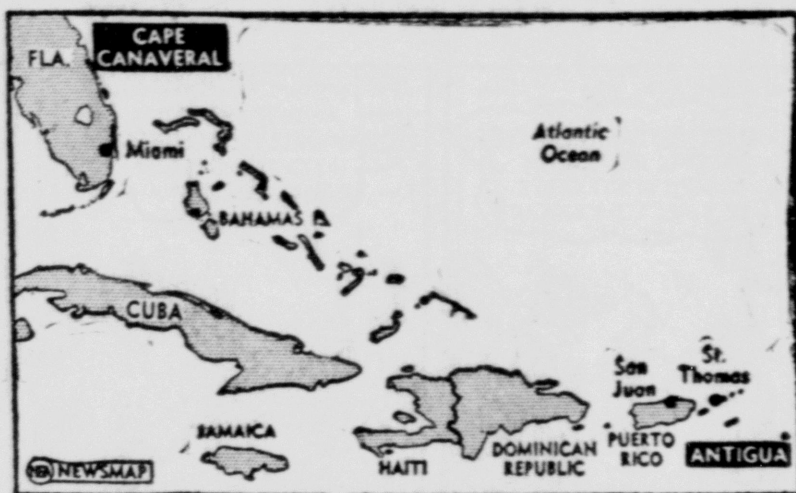 CAPE
CANAVERAL
FLA.
Miami
Atlantic
Ocean
BAHAMAS
CUBA
San
Juan
St.
Thomas
JAMAICA
HAITI
DOMINICAN
REPUBLIC
PUERTO
RICO
ANTIGUA
NEA NEWSMAP